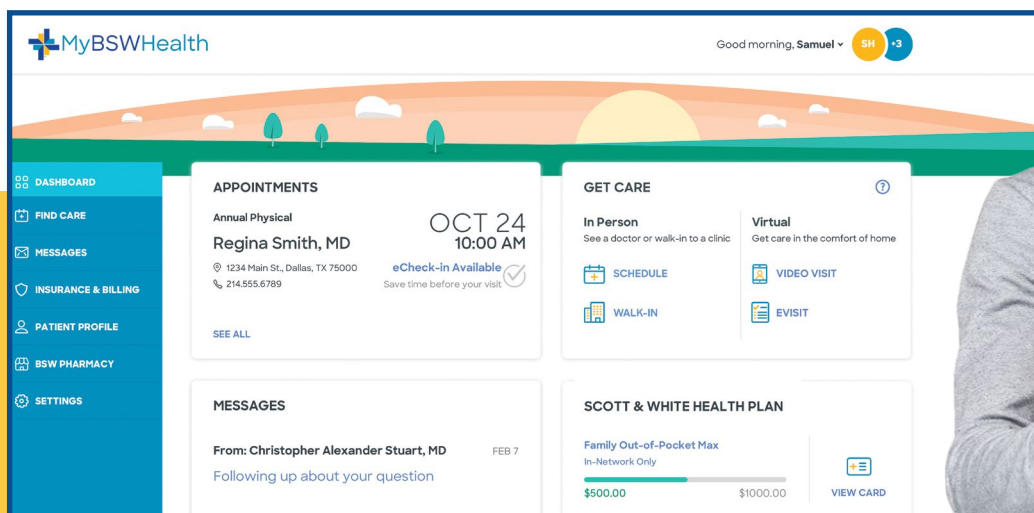 MyBSWHealth
Good morning, Samuel
SH
+3
DASHBOARD
FIND CARE
MESSAGES
INSURANCE & BILLING
PATIENT PROFILE
BSW PHARMACY
SETTINGS
APPOINTMENTS
Annual Physical
Regina Smith, MD
1234 Main St., Dallas, TX 75000
214.555.6789
OCT 24
10:00 AM
eCheck-in Available
Save time before your visit
SEE ALL
GET CARE
?
In Person
See a doctor or walk-in to a clinic
SCHEDULE
WALK-IN
Virtual
Get care in the comfort of home
VIDEO VISIT
EVISIT
MESSAGES
From: Christopher Alexander Stuart, MD
FEB 7
Following up about your question
SCOTT & WHITE HEALTH PLAN
Family Out-of-Pocket Max
In-Network Only
$500.00
$1000.00
VIEW CARD